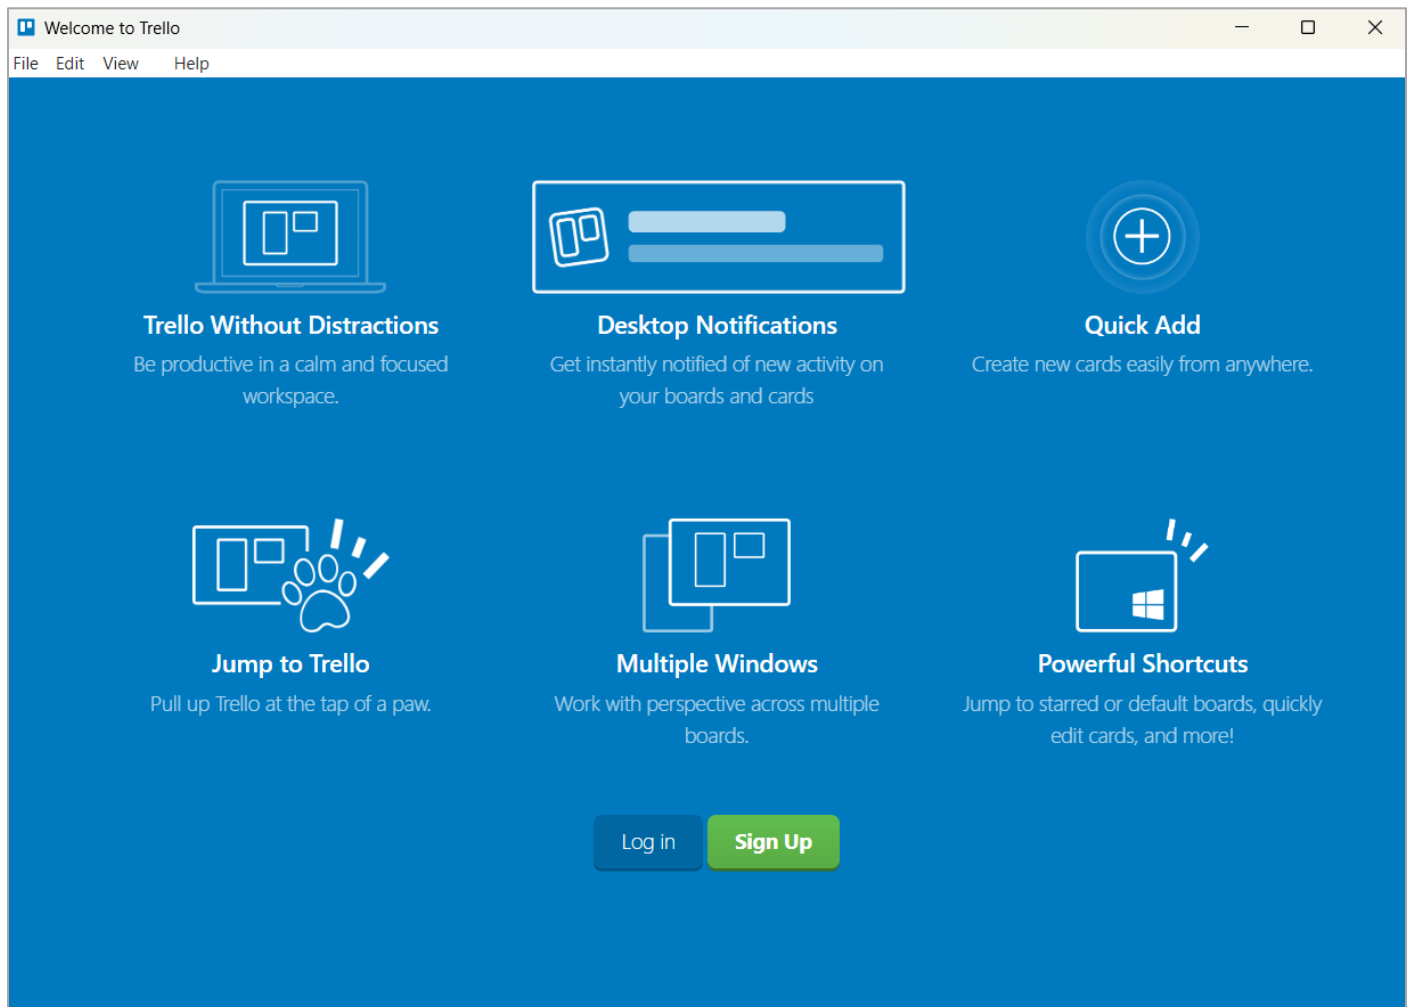 Welcome to Trello
File Edit View Help
Trello Without Distractions
Be productive in a calm and focused
workspace.
Desktop Notifications
Get instantly notified of new activity on
your boards and cards
Quick Add
Create new cards easily from anywhere.
Jump to Trello
Pull up Trello at the tap of a paw.
Multiple Windows
Work with perspective across multiple
boards.
Powerful Shortcuts
Jump to starred or default boards, quickly
edit cards, and more!
Log in
Sign Up